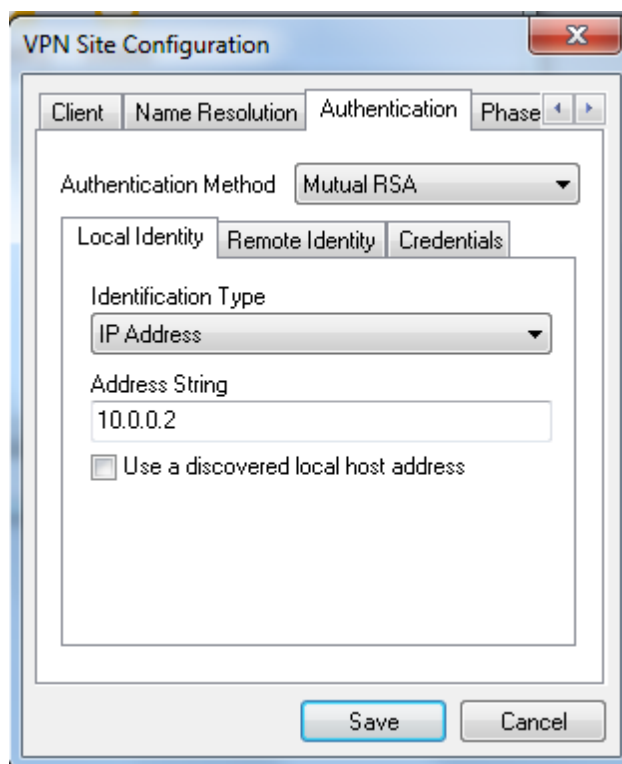 VPN Site Configuration
Client Name Resolution Authentication Phase
Authentication Method Mutual RSA
Local Identity Remote Identity Credentials
Identification Type
IP Address
Address String
10.0.0.2
Use a discovered local host address
Save Cancel